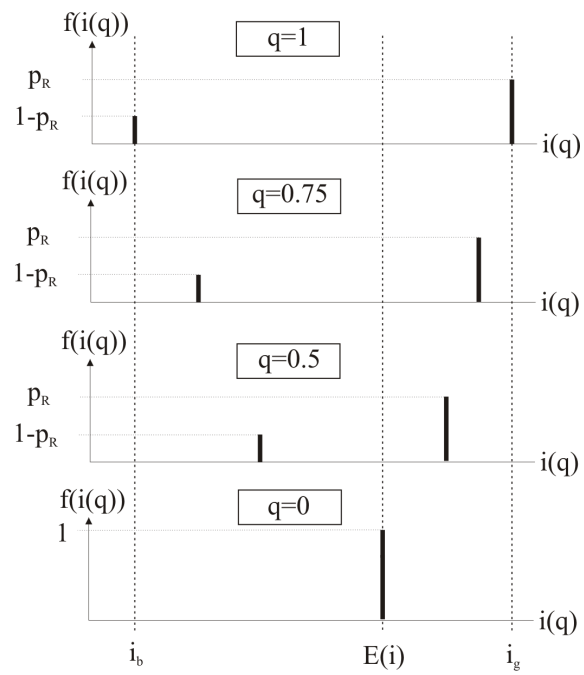 f(i(q))
q=1
p_R
1-p_R
i(q)
f(i(q))
q=0.75
p_R
1-p_R
i(q)
f(i(q))
q=0.5
p_R
1-p_R
i(q)
f(i(q))
q=0
1
i(q)
i_b E(i) i_g